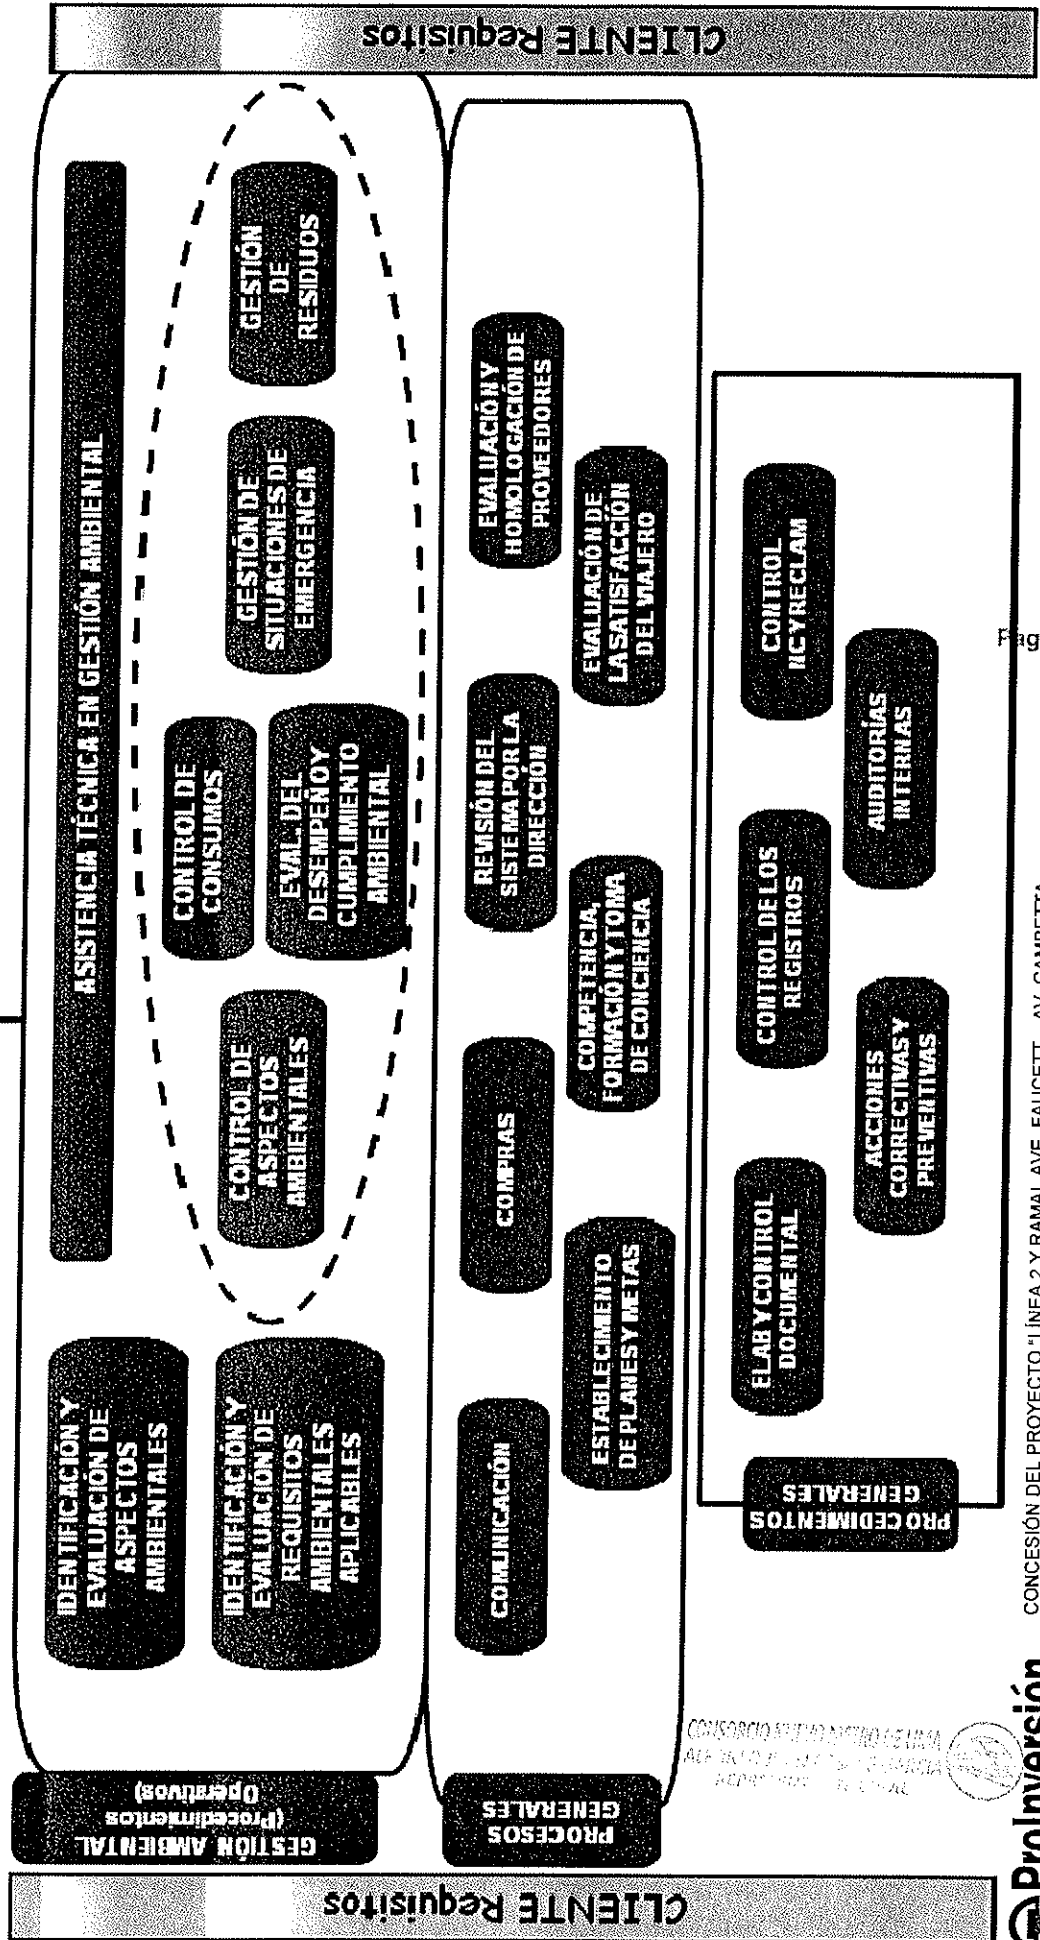 CLIENTE Requisitos
GESTIÓN AMBIENTAL
(Procedimientos
Operativos)
IDENTIFICACIÓN Y
EVALUACIÓN DE
ASPECTOS
AMBIENTALES
IDENTIFICACIÓN Y
EVALUACIÓN DE
REQUISITOS
AMBIENTALES
APLICABLES
ASISTENCIA TÉCNICA EN GESTIÓN AMBIENTAL
CONTROL DE
ASPECTOS
AMBIENTALES
CONTROL DE
CONSUMOS
EVAL. DEL
DESEMPEÑO Y
CUMPLIMIENTO
AMBIENTAL
GESTIÓN DE
SITUACIONES DE
EMERGENCIA
GESTIÓN
DE
RESIDUOS
PROCESOS
GENERALES
COMUNICACIÓN
ESTABLECIMIENTO
DE PLANES Y METAS
COMPRAS
COMPETENCIA,
FORMACIÓN Y TOMA
DE CONCIENCIA
REVISIÓN DEL
SISTEMA POR LA
DIRECCIÓN
EVALUACIÓN DE
LA SATISFACCIÓN
DEL VIAJERO
EVALUACIÓN Y
HOMOLOGACIÓN DE
PROVEEDORES
PROCEDIMIENTOS
GENERALES
ELAB Y CONTROL
DOCUMENTAL
ACCIONES
CORRECTIVAS Y
PREVENTIVAS
CONTROL DE LOS
REGISTROS
AUDITORÍAS
INTERNAS
CONTROL
NC Y RECLAM
CLIENTE Requisitos
Pág
ProInversión
CONCESIÓN DEL PROYECTO "LÍNEA 2 Y RAMAL AVE. FAUCETT – AV. GAMBETTA